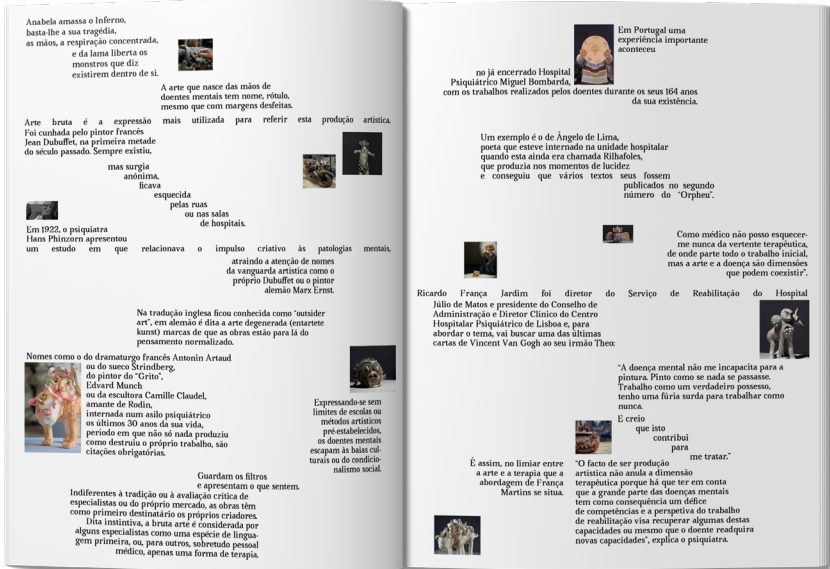 Anabela amassa o Inferno,
basta-lhe a sua tragédia,
as mãos, a respiração concentrada,
e da lama liberta os
monstros que diz
existirem dentro de si.
A arte que nasce das mãos de
doentes mentais tem nome, rótulo,
mesmo que com margens desfeitas.
Arte bruta é a expressão mais utilizada para referir esta produção artística.
Foi cunhada pelo pintor francês
Jean Dubuffet, na primeira metade
do século passado. Sempre existiu,
mas surgia
anónima,
ficava
esquecida
pelas ruas
ou nas salas
de hospitais.
Em 1922, o psiquiatra
Hans Phinzorn apresentou
um estudo em que relacionava o impulso criativo às patologias mentais,
atraindo a atenção de nomes
da vanguarda artística como o
próprio Dubuffet ou o pintor
alemão Marx Ernst.
Na tradução inglesa ficou conhecida como "outsider
art", em alemão é dita a arte degenerada (entartete
kunst) marcas de que as obras estão para lá do
pensamento normalizado.
Nomes como o do dramaturgo francês Antonin Artaud
ou do sueco Strindberg,
do pintor do "Grito",
Edvard Munch
ou da escultora Camille Claudel,
amante de Rodin,
internada num asilo psiquiátrico
os últimos 30 anos da sua vida,
período em que não só nada produziu
como destruiu o próprio trabalho, são
citações obrigatórias.
Expressando-se sem
limites de escolas ou
métodos artísticos
pré-estabelecidos,
os doentes mentais
escapam às baias cul-
turais ou do condicio-
nalismo social.
Guardam os filtros
e apresentam o que sentem.
Indiferentes à tradição ou à avaliação crítica de
especialistas ou do próprio mercado, as obras têm
como primeiro destinatário os próprios criadores.
Dita instintiva, a bruta arte é considerada por
alguns especialistas como uma espécie de lingua-
gem primeira, ou, para outros, sobretudo pessoal
médico, apenas uma forma de terapia.
Em Portugal uma
experiência importante
aconteceu
no já encerrado Hospital
Psiquiátrico Miguel Bombarda,
com os trabalhos realizados pelos doentes durante os seus 164 anos
da sua existência.
Um exemplo é o de Ângelo de Lima,
poeta que esteve internado na unidade hospitalar
quando esta ainda era chamada Rilhafoles,
que produzia nos momentos de lucidez
e conseguiu que vários textos seus fossem
publicados no segundo
número do "Orpheu".
Como médico não posso esquecer-
me nunca da vertente terapêutica,
de onde parte todo o trabalho inicial,
mas a arte e a doença são dimensões
que podem coexistir".
Ricardo França Jardim foi diretor do Serviço de Reabilitação do Hospital
Júlio de Matos e presidente do Conselho de
Administração e Diretor Clínico do Centro
Hospitalar Psiquiátrico de Lisboa e, para
abordar o tema, vai buscar uma das últimas
cartas de Vincent Van Gogh ao seu irmão Theo:
"A doença mental não me incapacita para a
pintura. Pinto como se nada se passasse.
Trabalho como um verdadeiro possesso,
tenho uma fúria surda para trabalhar como
nunca.
E creio
que isto
contribui
para
me tratar."
É assim, no limiar entre
a arte e a terapia que a
abordagem de França
Martins se situa.
"O facto de ser produção
artística não anula a dimensão
terapêutica porque há que ter em conta
que a grande parte das doenças mentais
tem como consequência um défice
de competências e a perspetiva do trabalho
de reabilitação visa recuperar algumas destas
capacidades ou mesmo que o doente readquira
novas capacidades", explica o psiquiatra.